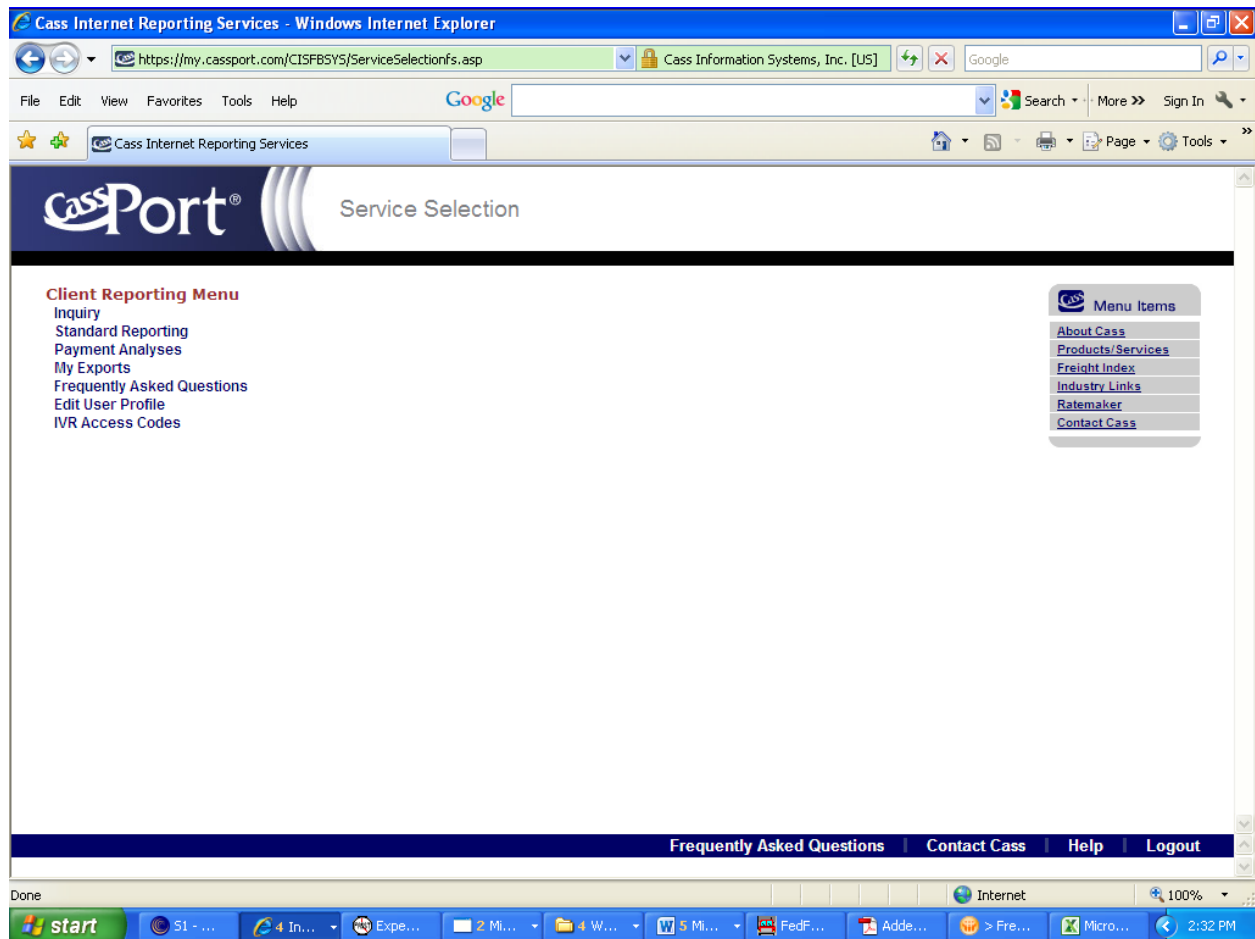 Cass Internet Reporting Services - Windows Internet Explorer
https://my.cassport.com/CISFBSYS/ServiceSelectionfs.asp Cass Information Systems, Inc. [US] Google
File Edit View Favorites Tools Help Google Search More >> Sign In
Cass Internet Reporting Services Page Tools >>
CassPort® Service Selection
Client Reporting Menu
Inquiry
Standard Reporting
Payment Analyses
My Exports
Frequently Asked Questions
Edit User Profile
IVR Access Codes
Cass Menu Items
About Cass
Products/Services
Freight Index
Industry Links
Ratemaker
Contact Cass
Frequently Asked Questions | Contact Cass | Help | Logout
Done Internet 100%
start S1 - ... 4 In... Expe... 2 Mi... 4 W... 5 Mi... FedF... Adde... > Fre... Micro... 2:32 PM